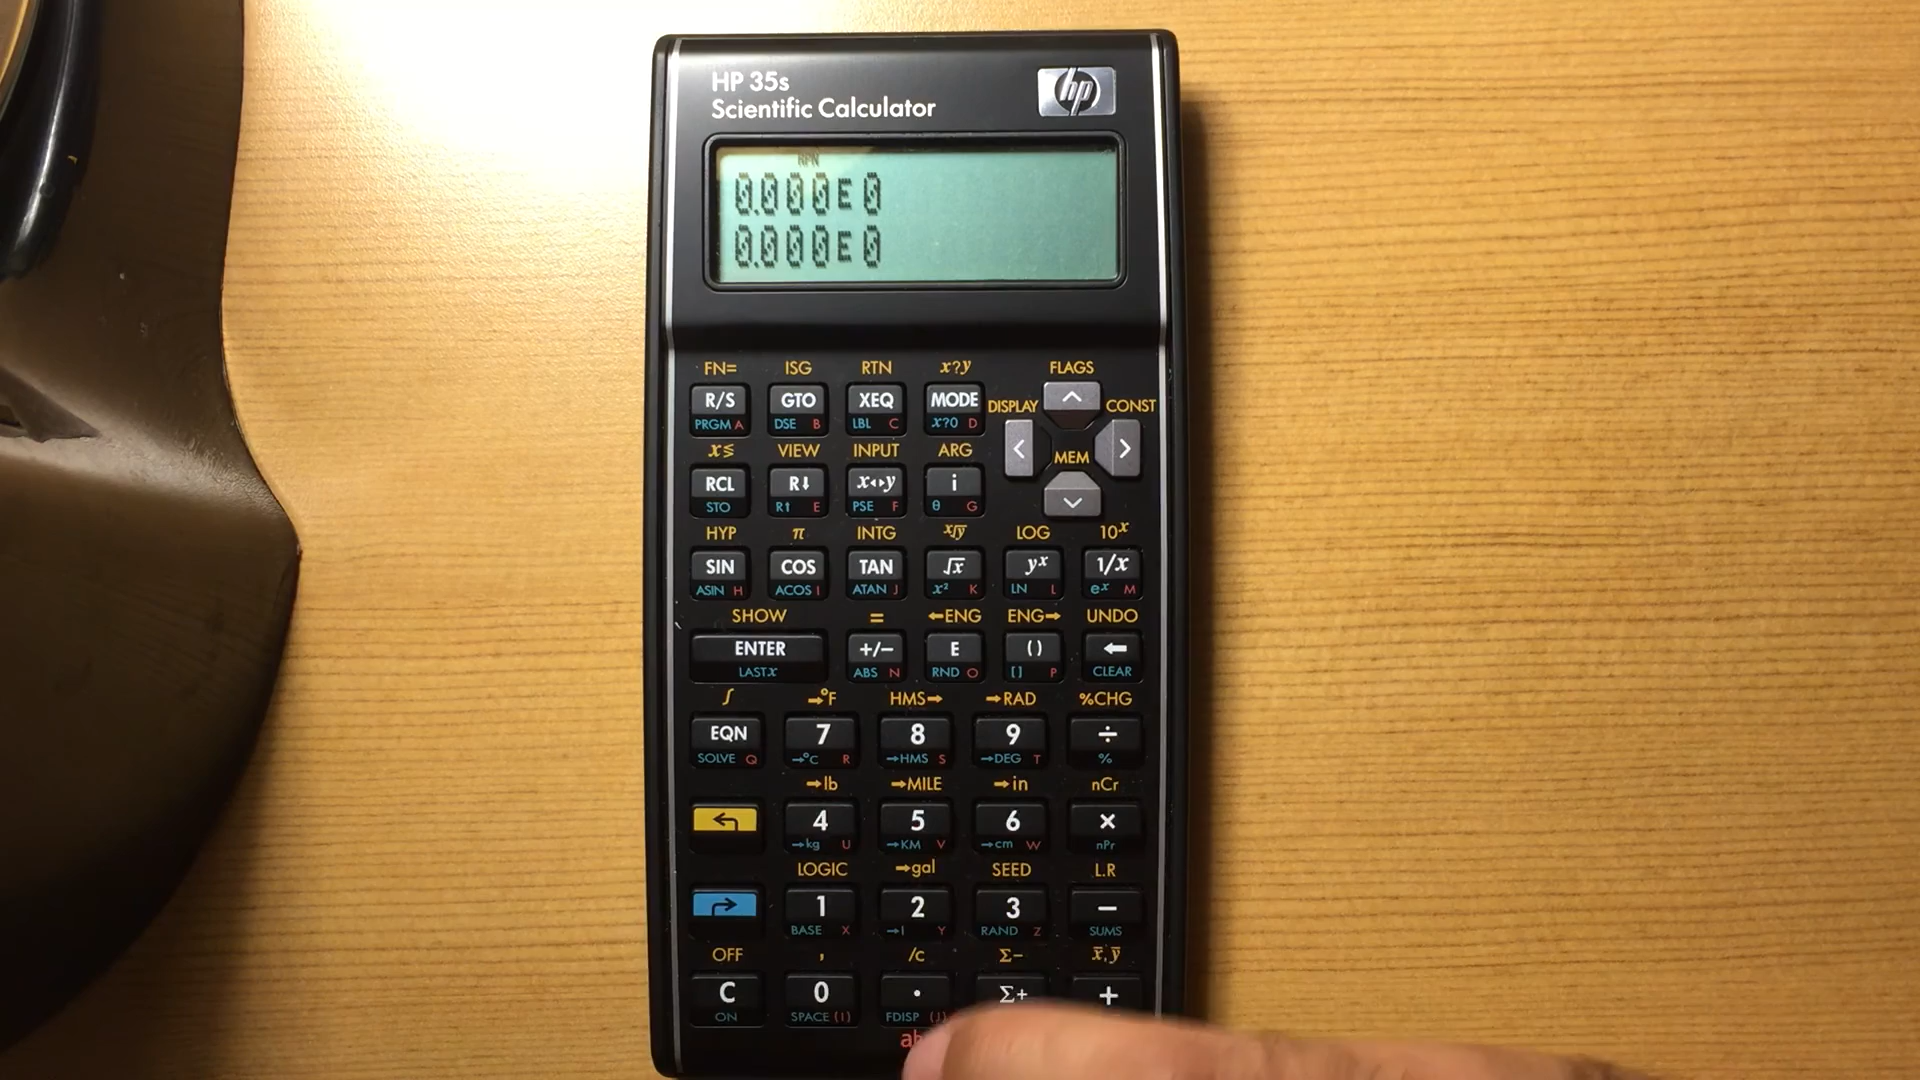 HP 35s
Scientific Calculator
hp
RPN
0.000E0
0.000E0
FN= ISG RTN x?y FLAGS
R/S GTO XEQ MODE
DISPLAY CONST
PRGM A DSE B LBL C x?0 D
x≶ VIEW INPUT ARG MEM
RCL R↓ x↔y i
STO R↑ E PSE F θ G
HYP π INTG ˣ√y LOG 10ˣ
SIN COS TAN √x yˣ 1/x
ASIN H ACOS I ATAN J x² K LN L eˣ M
SHOW = ←ENG ENG→ UNDO
ENTER +/− E () ←
LASTx ABS N RND O [] P CLEAR
∫ →°F HMS→ →RAD %CHG
EQN 7 8 9 ÷
SOLVE Q →°C R →HMS S →DEG T %
→lb →MILE →in nCr
4 5 6 ×
→kg U →KM V →cm W nPr
LOGIC →gal SEED L.R
1 2 3 −
BASE X →l Y RAND Z SUMS
OFF , /c Σ− x̄,ȳ
C 0 . Σ+ +
ON SPACE (I) FDISP (J)